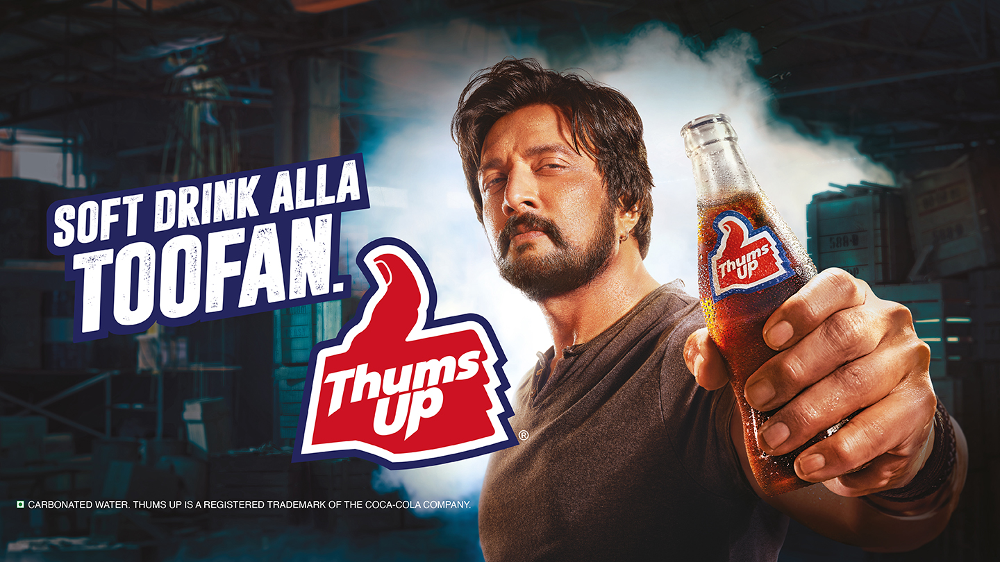 SOFT DRINK ALLA
TOOFAN.
Thums
UP
®
Thums
UP
588-D
CARBONATED WATER. THUMS UP IS A REGISTERED TRADEMARK OF THE COCA-COLA COMPANY.